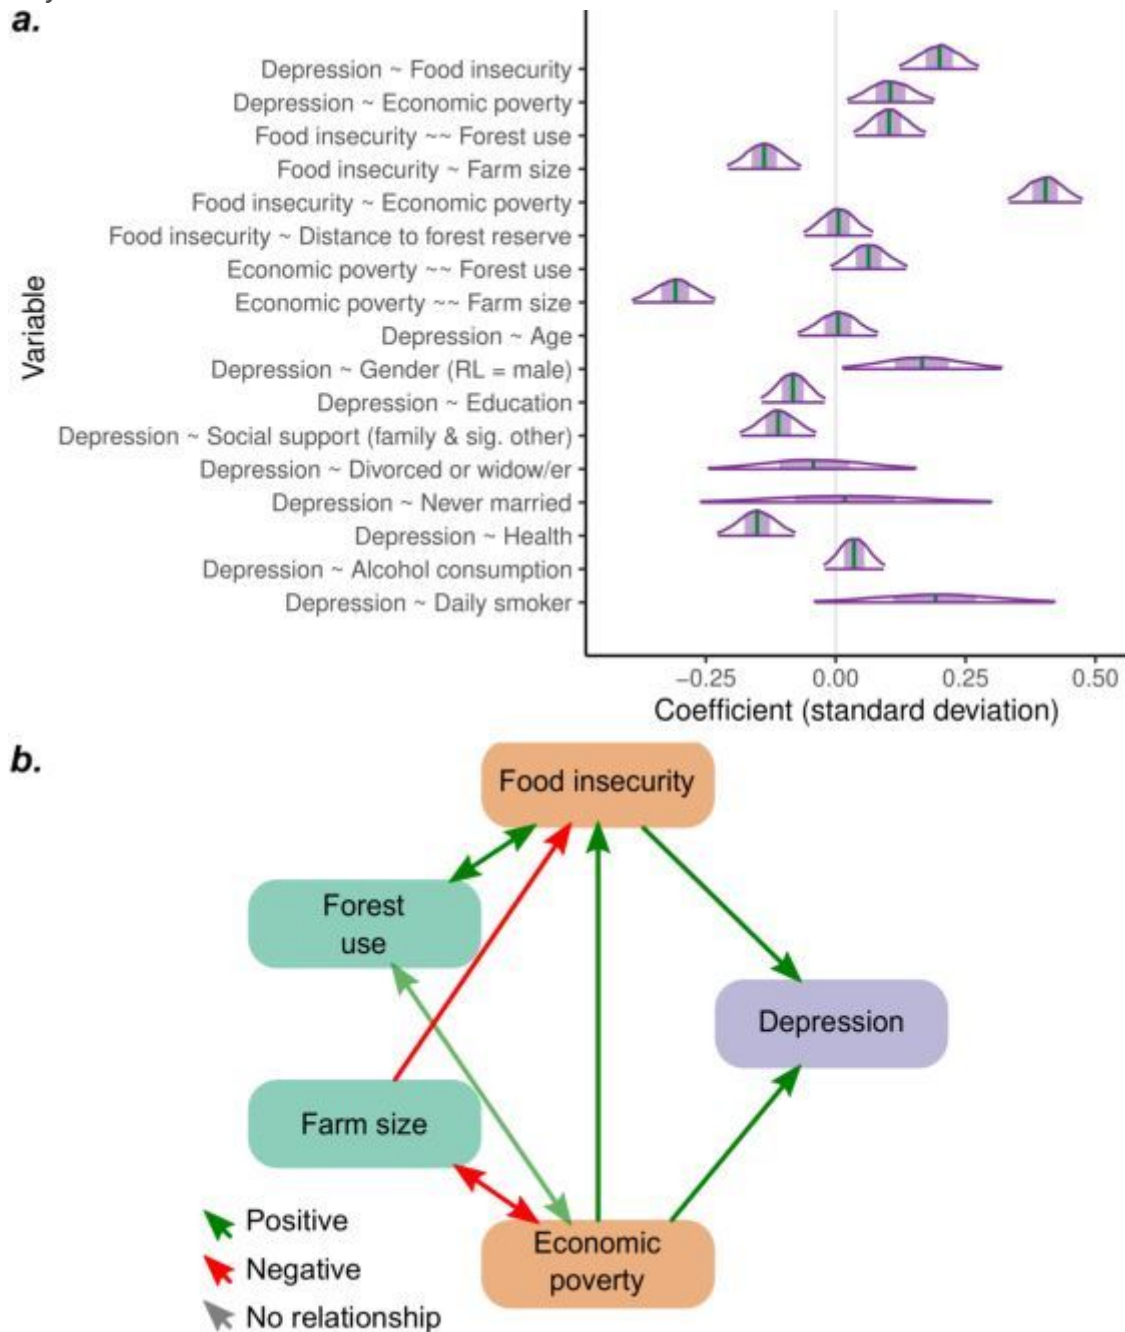 a.
Variable
Depression ~ Food insecurity
Depression ~ Economic poverty
Food insecurity ~~ Forest use
Food insecurity ~ Farm size
Food insecurity ~ Economic poverty
Food insecurity ~ Distance to forest reserve
Economic poverty ~~ Forest use
Economic poverty ~~ Farm size
Depression ~ Age
Depression ~ Gender (RL = male)
Depression ~ Education
Depression ~ Social support (family & sig. other)
Depression ~ Divorced or widow/er
Depression ~ Never married
Depression ~ Health
Depression ~ Alcohol consumption
Depression ~ Daily smoker
−0.25 0.00 0.25 0.50
Coefficient (standard deviation)
b.
Food insecurity
Forest
use
Depression
Farm size
Economic
poverty
Positive
Negative
No relationship